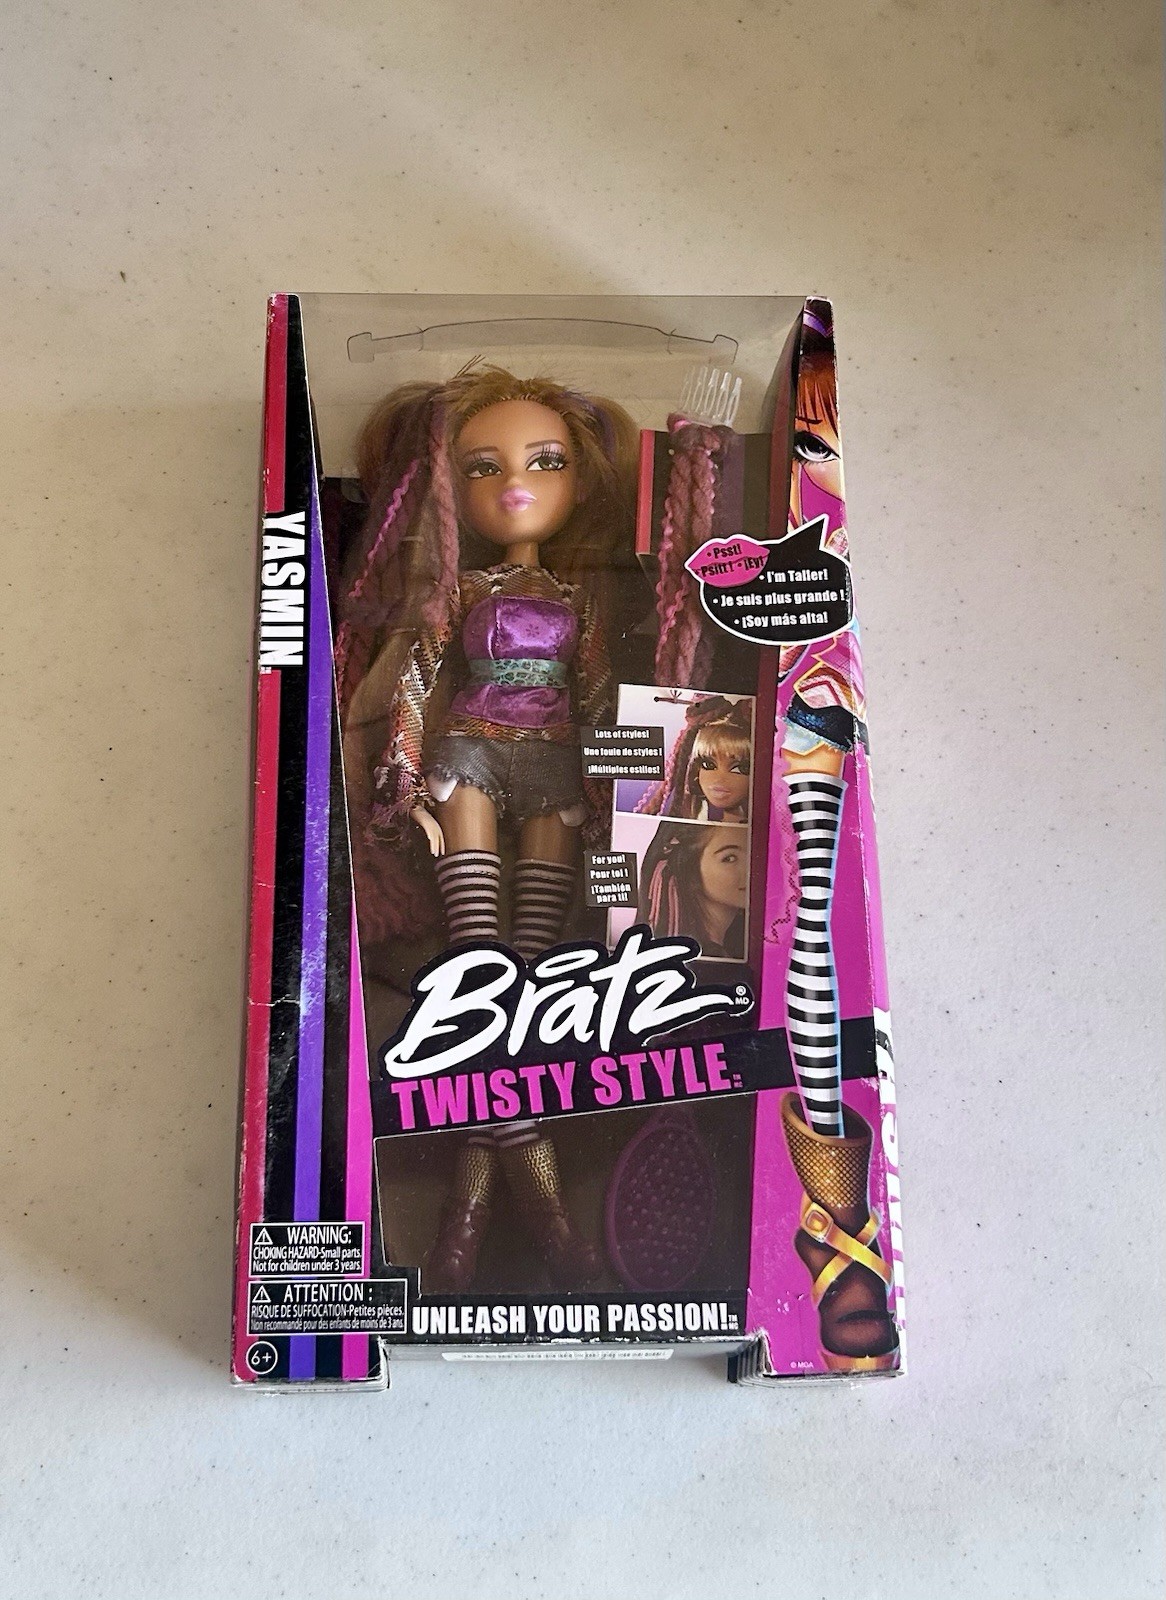 YASMIN
• Psst!
• Psitt! • ¡Ey!
• I'm Taller!
• Je suis plus grande !
• ¡Soy más alta!
Lots of styles!
Une foule de styles !
¡Múltiples estilos!
For you!
Pour toi !
¡También
para ti!
Bratz
® MD
TWISTY STYLE
WARNING:
CHOKING HAZARD-Small parts.
Not for children under 3 years.
ATTENTION :
RISQUE DE SUFFOCATION-Petites pièces.
Non recommandé pour des enfants de moins de 3 ans.
6+
UNLEASH YOUR PASSION!
© MGA